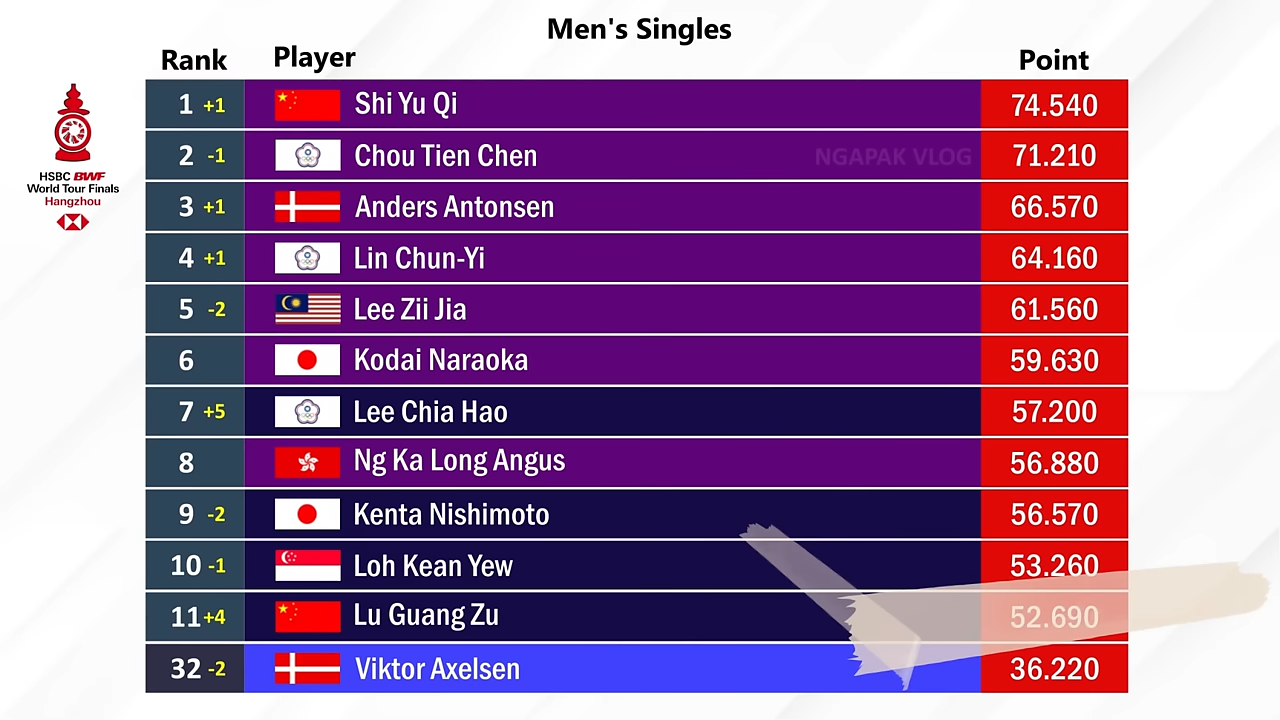 Men's Singles
Rank Player Point
1 +1 Shi Yu Qi 74.540
2 -1 Chou Tien Chen NGAPAK VLOG 71.210
3 +1 Anders Antonsen 66.570
4 +1 Lin Chun-Yi 64.160
5 -2 Lee Zii Jia 61.560
6 Kodai Naraoka 59.630
7 +5 Lee Chia Hao 57.200
8 Ng Ka Long Angus 56.880
9 -2 Kenta Nishimoto 56.570
10 -1 Loh Kean Yew 53.260
11 +4 Lu Guang Zu 52.690
32 -2 Viktor Axelsen 36.220
HSBC BWF
World Tour Finals
Hangzhou